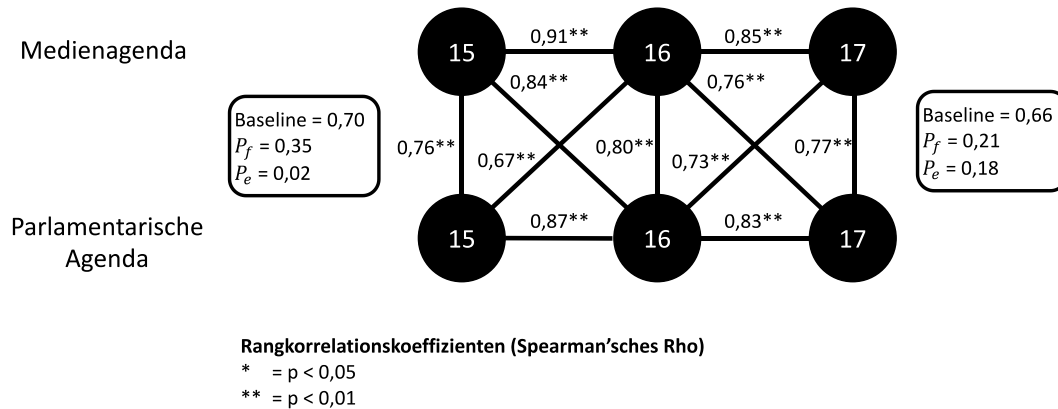 Medienagenda
15
16
17
0,91**
0,85**
0,84**
0,76**
Baseline = 0,70
P_f = 0,35
P_e = 0,02
0,76**
0,67**
0,80**
0,73**
0,77**
Baseline = 0,66
P_f = 0,21
P_e = 0,18
Parlamentarische
Agenda
15
16
17
0,87**
0,83**
Rangkorrelationskoeffizienten (Spearman’sches Rho)
* = p < 0,05
** = p < 0,01